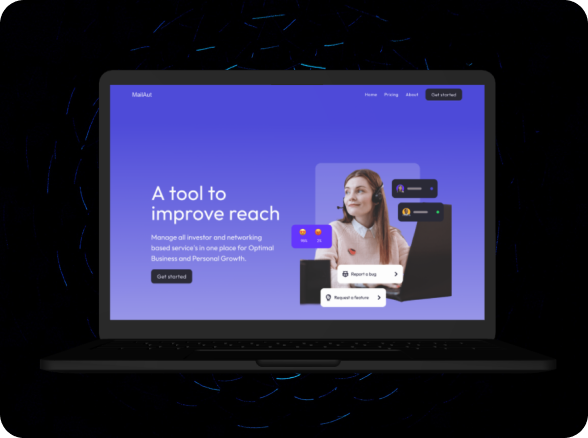 MailAut
Home Pricing About Get started
A tool to
improve reach
Manage all investor and networking
based service's in one place for Optimal
Business and Personal Growth.
Get started
Report a bug
Request a feature